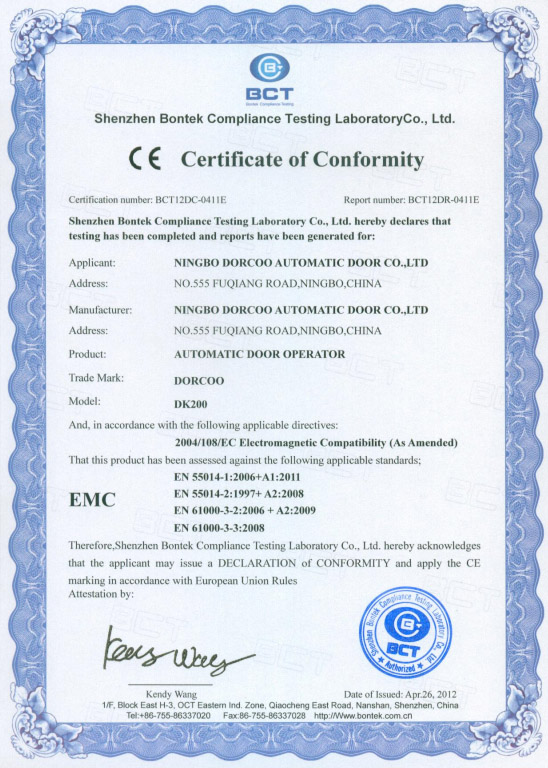 BCT
Bontek Compliance Testing
Shenzhen Bontek Compliance Testing LaboratoryCo., Ltd.
CE Certificate of Conformity
Certification number: BCT12DC-0411E Report number: BCT12DR-0411E
Shenzhen Bontek Compliance Testing Laboratory Co., Ltd. hereby declares that
testing has been completed and reports have been generated for:
Applicant: NINGBO DORCOO AUTOMATIC DOOR CO.,LTD
Address: NO.555 FUQIANG ROAD,NINGBO,CHINA
Manufacturer: NINGBO DORCOO AUTOMATIC DOOR CO.,LTD
Address: NO.555 FUQIANG ROAD,NINGBO,CHINA
Product: AUTOMATIC DOOR OPERATOR
Trade Mark: DORCOO
Model: DK200
And, in accordance with the following applicable directives:
2004/108/EC Electromagnetic Compatibility (As Amended)
That this product has been assessed against the following applicable standards;
EN 55014-1:2006+A1:2011
EMC EN 55014-2:1997+ A2:2008
EN 61000-3-2:2006 + A2:2009
EN 61000-3-3:2008
Therefore,Shenzhen Bontek Compliance Testing Laboratory Co., Ltd. hereby acknowledges
that the applicant may issue a DECLARATION of CONFORMITY and apply the CE
marking in accordance with European Union Rules
Attestation by:
Shenzhen Bontek Compliance Testing Laboratory Co., Ltd
BCT
Authorized
Kendy Wang Date of Issued: Apr.26, 2012
1/F, Block East H-3, OCT Eastern Ind. Zone, Qiaocheng East Road, Nanshan, Shenzhen, China
Tel:+86-755-86337020 Fax:86-755-86337028 http://Www.bontek.com.cn